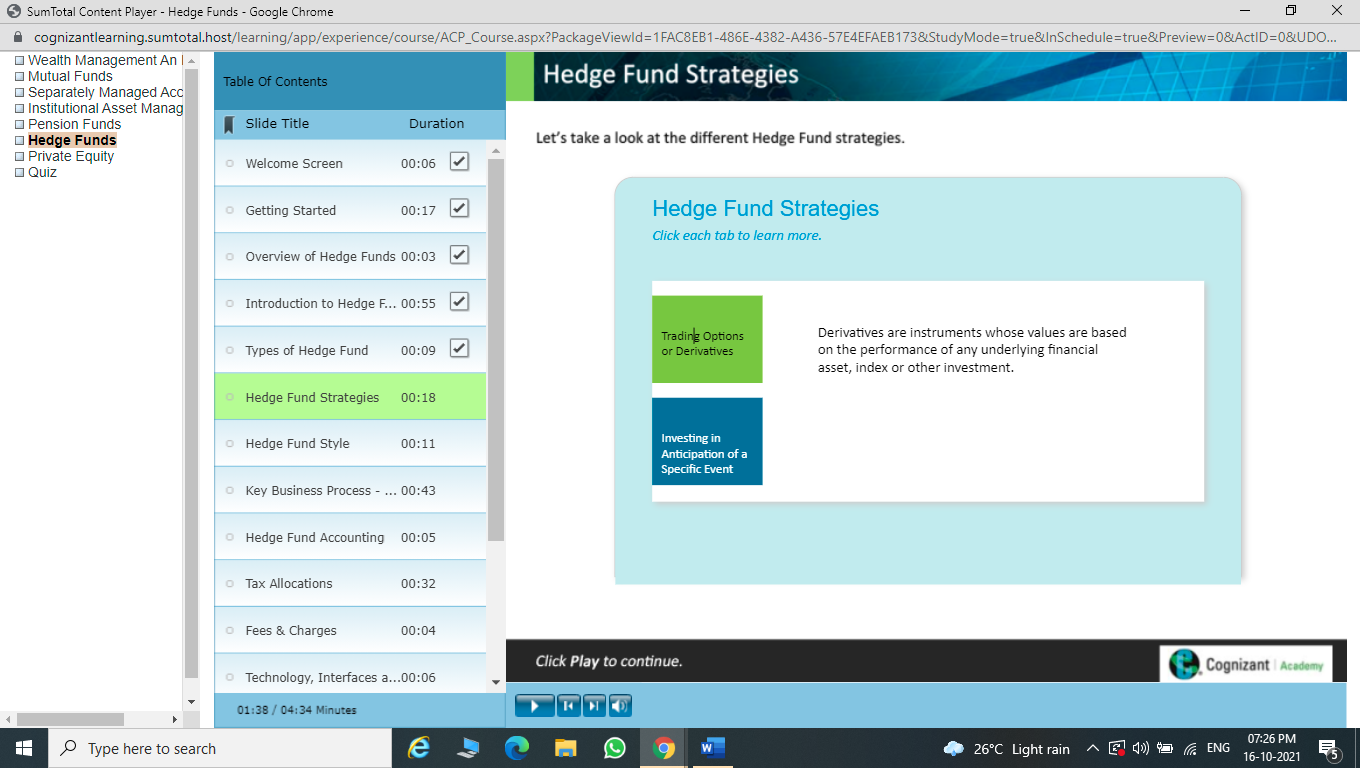 SumTotal Content Player - Hedge Funds - Google Chrome
cognizantlearning.sumtotal.host/learning/app/experience/course/ACP_Course.aspx?PackageViewId=1FAC8EB1-486E-4382-A436-57E4EFAEB173&StudyMode=true&InSchedule=true&Preview=0&ActID=0&UDO...
Wealth Management An
Mutual Funds
Separately Managed Acc
Institutional Asset Manag
Pension Funds
Hedge Funds
Private Equity
Quiz
Table Of Contents
Slide Title Duration
Welcome Screen 00:06
Getting Started 00:17
Overview of Hedge Funds 00:03
Introduction to Hedge F... 00:55
Types of Hedge Fund 00:09
Hedge Fund Strategies 00:18
Hedge Fund Style 00:11
Key Business Process - ... 00:43
Hedge Fund Accounting 00:05
Tax Allocations 00:32
Fees & Charges 00:04
Technology, Interfaces a...00:06
01:38 / 04:34 Minutes
Hedge Fund Strategies
Let's take a look at the different Hedge Fund strategies.
Hedge Fund Strategies
Click each tab to learn more.
Trading Options
or Derivatives
Derivatives are instruments whose values are based
on the performance of any underlying financial
asset, index or other investment.
Investing in
Anticipation of a
Specific Event
Click Play to continue.
Cognizant | Academy
Type here to search
26°C Light rain
ENG
07:26 PM
16-10-2021
5